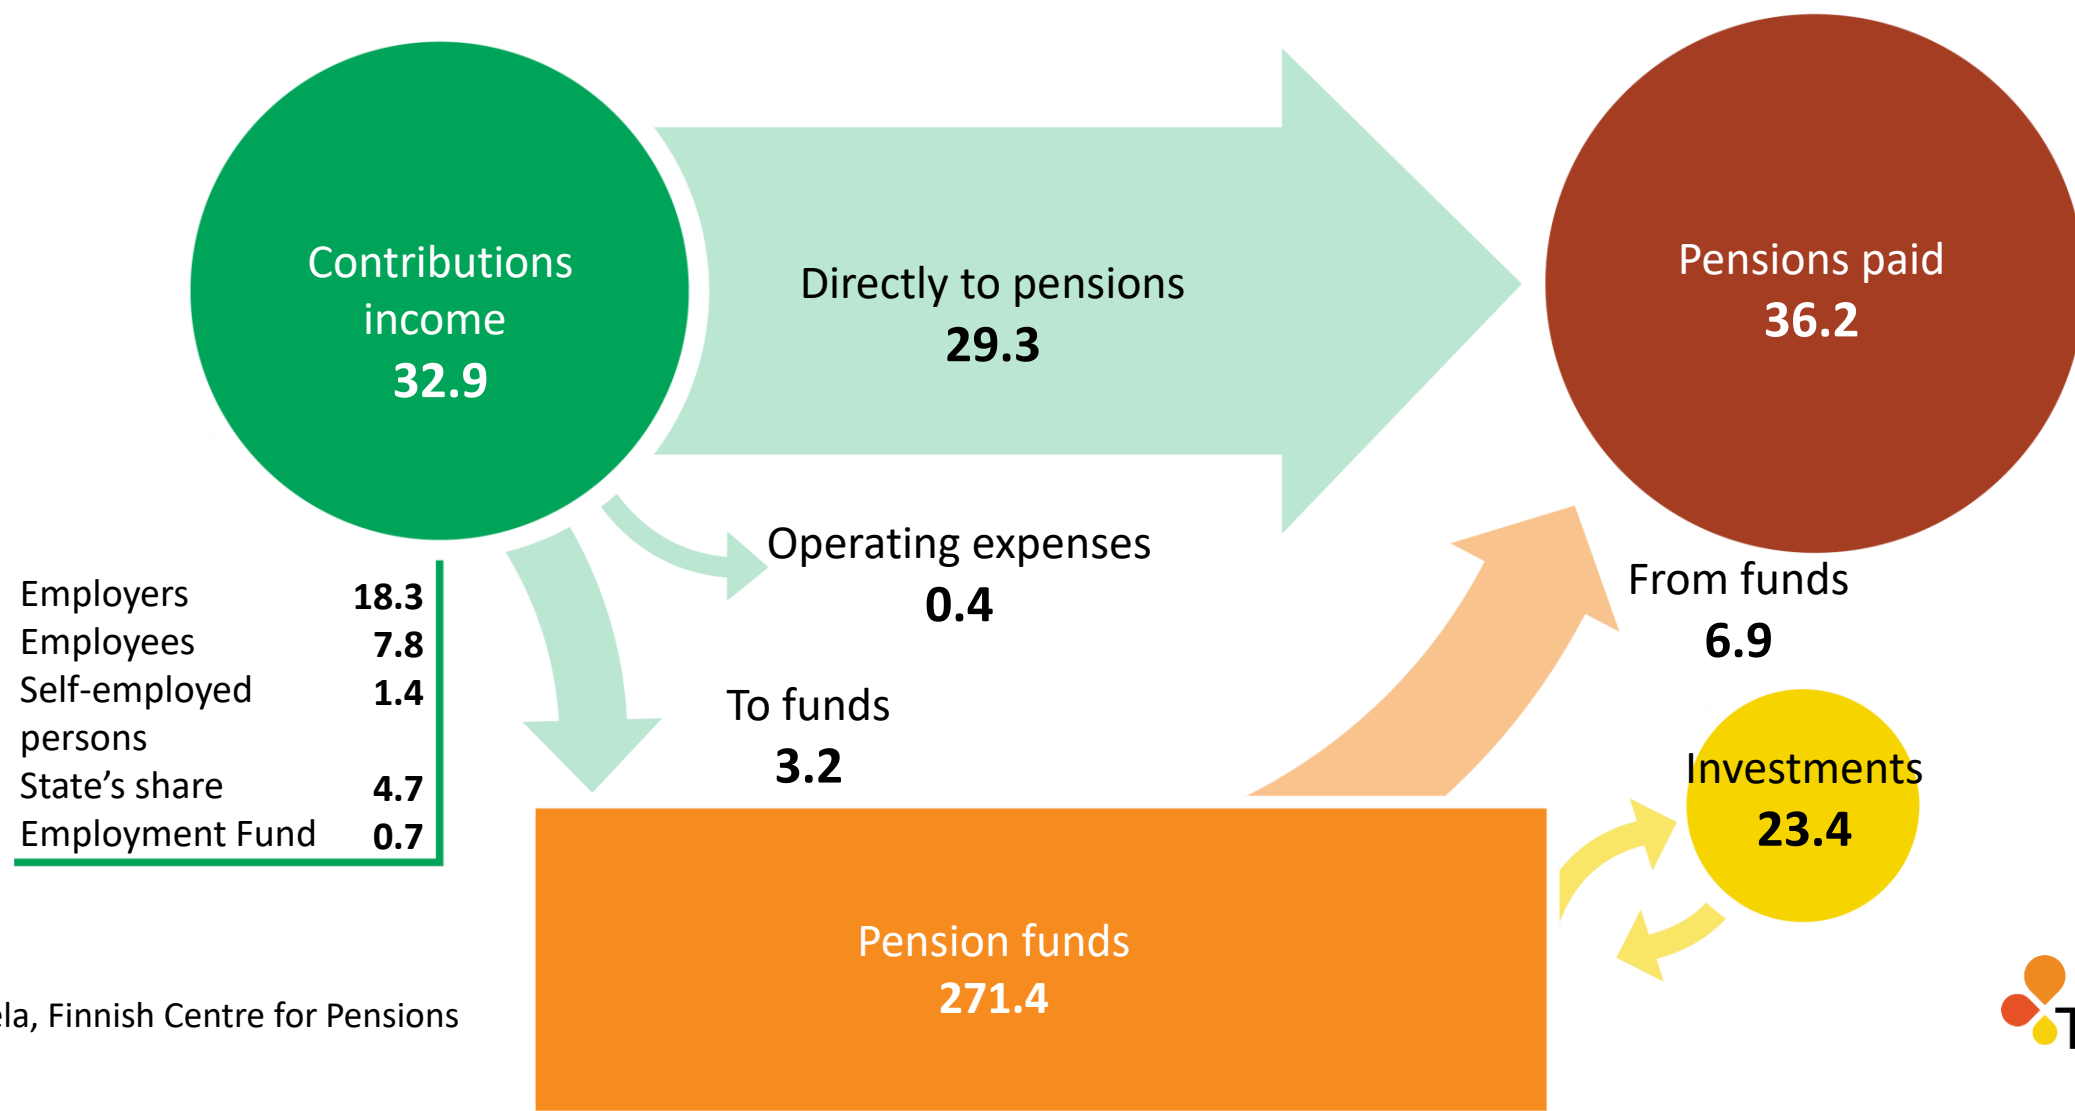 Contributions
income
32.9
Directly to pensions
29.3
Pensions paid
36.2
Operating expenses
0.4
From funds
6.9
To funds
3.2
Employers 18.3
Employees 7.8
Self-employed 1.4
persons
State’s share 4.7
Employment Fund 0.7
Investments
23.4
Pension funds
271.4
Finnish Centre for Pensions